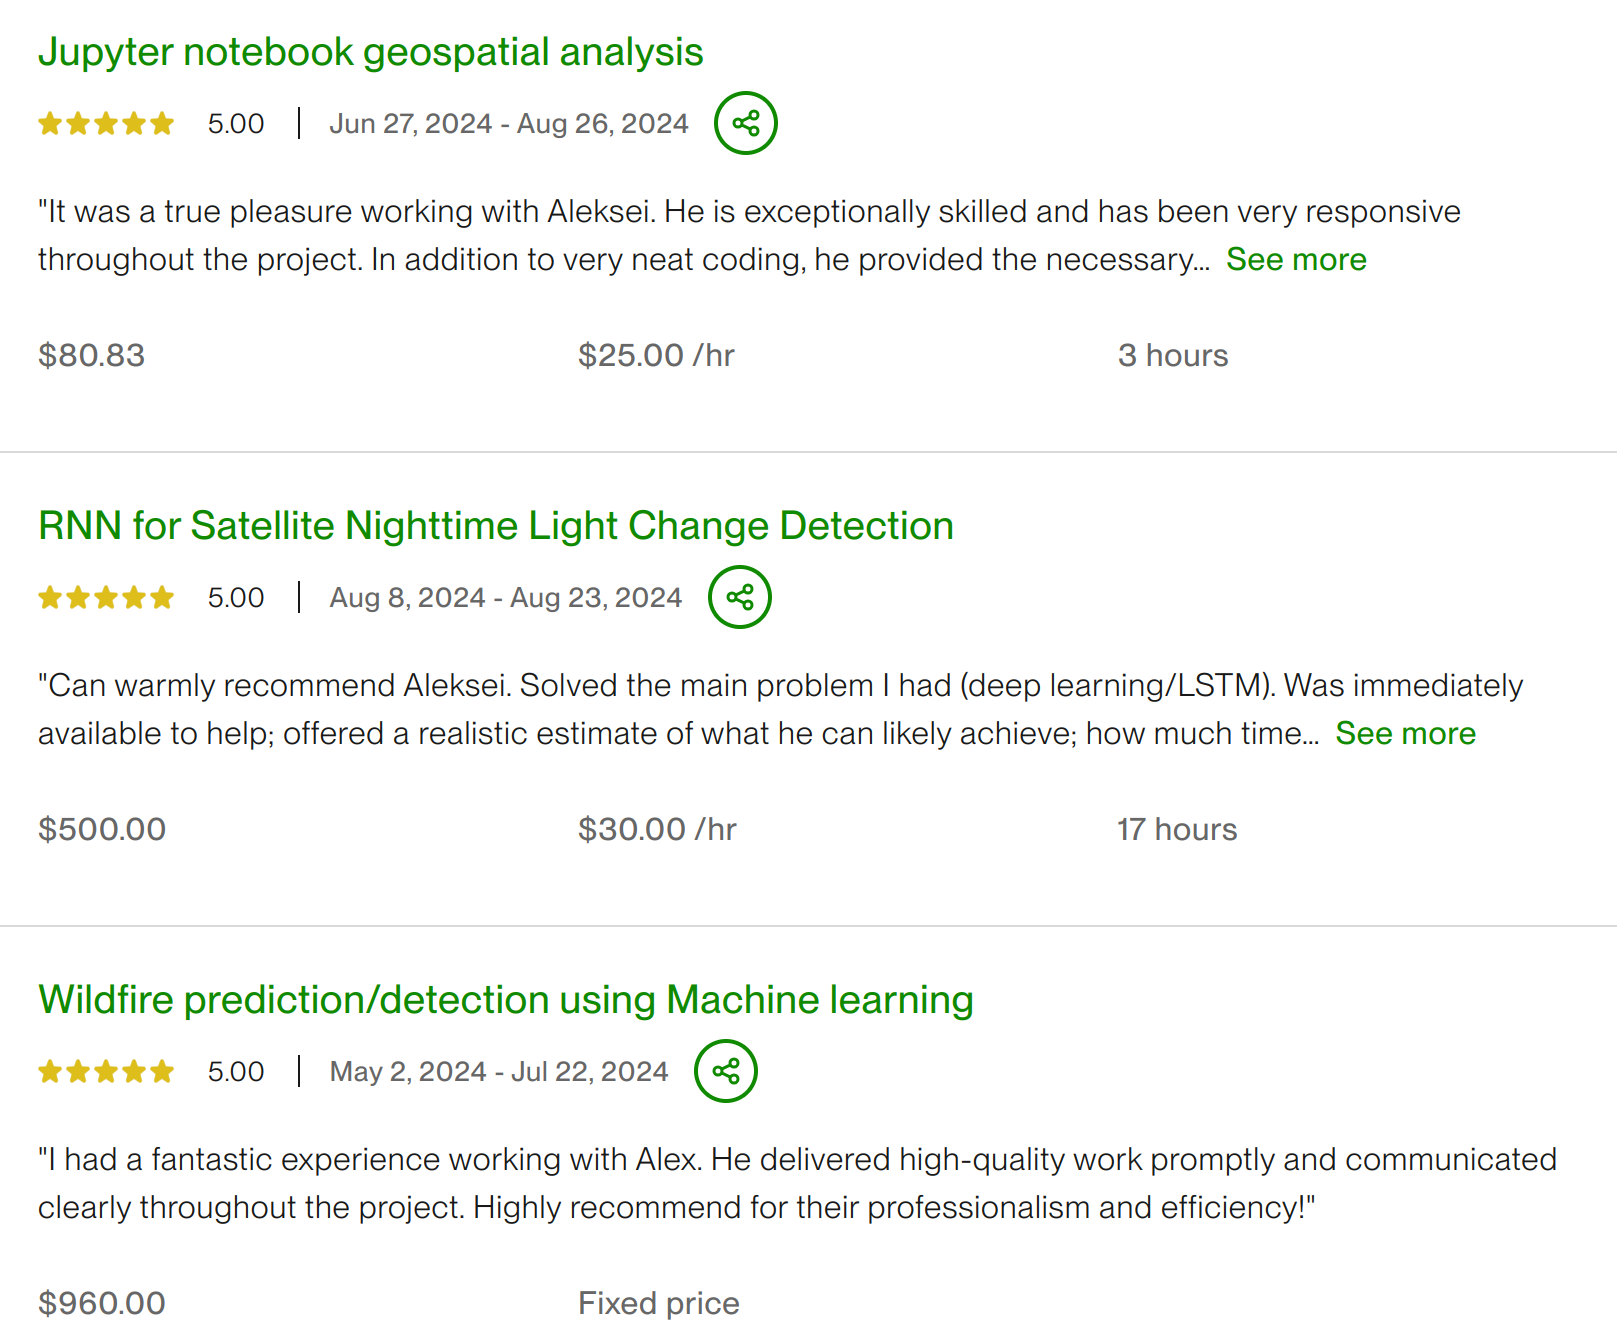 Jupyter notebook geospatial analysis
5.00 | Jun 27, 2024 - Aug 26, 2024
"It was a true pleasure working with Aleksei. He is exceptionally skilled and has been very responsive
throughout the project. In addition to very neat coding, he provided the necessary... See more
$80.83 $25.00 /hr 3 hours
RNN for Satellite Nighttime Light Change Detection
5.00 | Aug 8, 2024 - Aug 23, 2024
"Can warmly recommend Aleksei. Solved the main problem I had (deep learning/LSTM). Was immediately
available to help; offered a realistic estimate of what he can likely achieve; how much time... See more
$500.00 $30.00 /hr 17 hours
Wildfire prediction/detection using Machine learning
5.00 | May 2, 2024 - Jul 22, 2024
"I had a fantastic experience working with Alex. He delivered high-quality work promptly and communicated
clearly throughout the project. Highly recommend for their professionalism and efficiency!"
$960.00 Fixed price